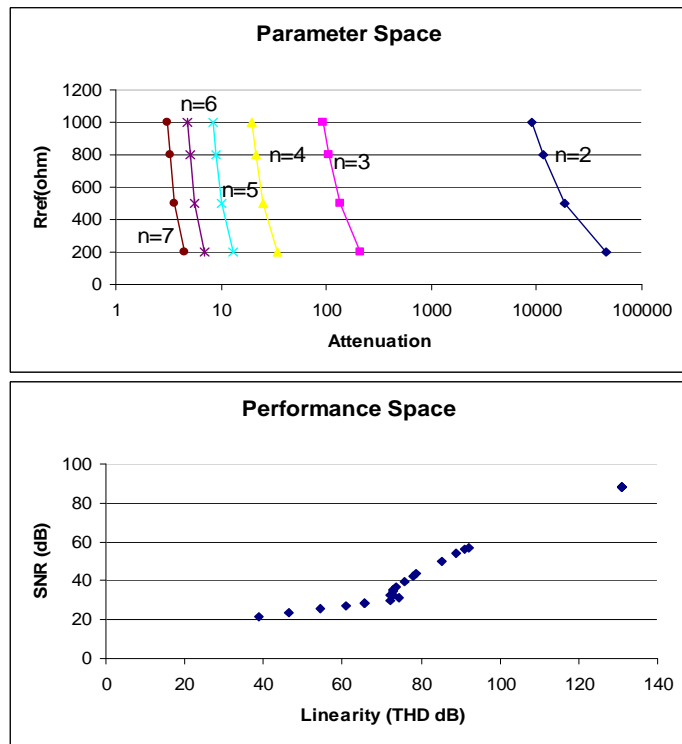 Parameter Space
1200
1000
800
600
400
200
0
Rref(ohm)
n=6
n=4
n=3
n=2
n=5
n=7
1 10 100 1000 10000 100000
Attenuation
Performance Space
100
80
60
40
20
0
SNR (dB)
0 20 40 60 80 100 120 140
Linearity (THD dB)